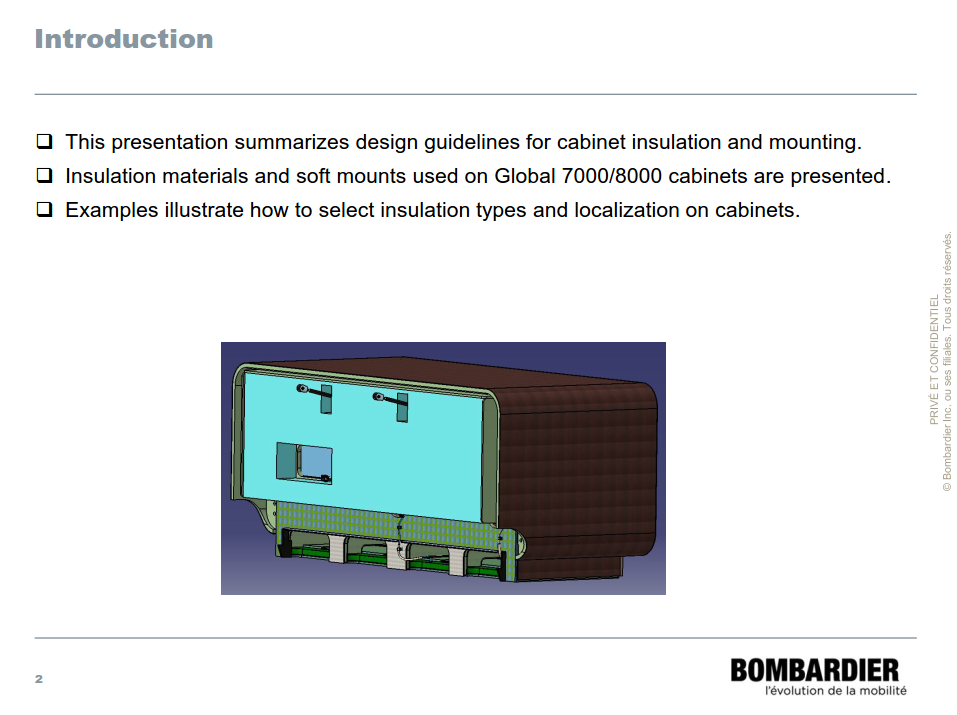 Introduction
This presentation summarizes design guidelines for cabinet insulation and mounting.
Insulation materials and soft mounts used on Global 7000/8000 cabinets are presented.
Examples illustrate how to select insulation types and localization on cabinets.
PRIVÉ ET CONFIDENTIEL
© Bombardier Inc. ou ses filiales. Tous droits réservés.
2
BOMBARDIER
l'évolution de la mobilité